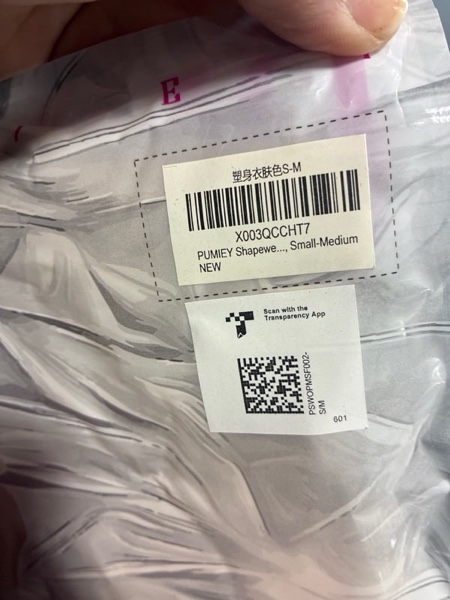 E
塑身衣肤色S-M
X003QCCHT7
PUMIEY Shapewe..., Small-Medium
NEW
Scan with the
Transparency App
PSWOPMSF002-
S/M
601